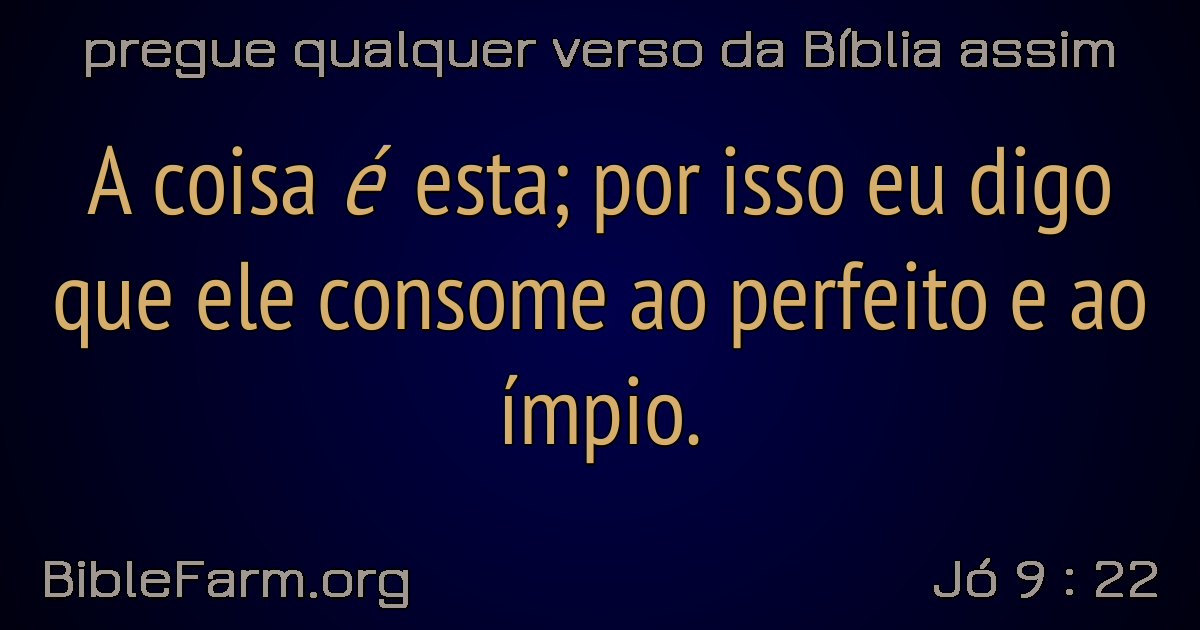 pregue qualquer verso da Bíblia assim
A coisa é esta; por isso eu digo
que ele consome ao perfeito e ao
ímpio.
BibleFarm.org
Jó 9 : 22